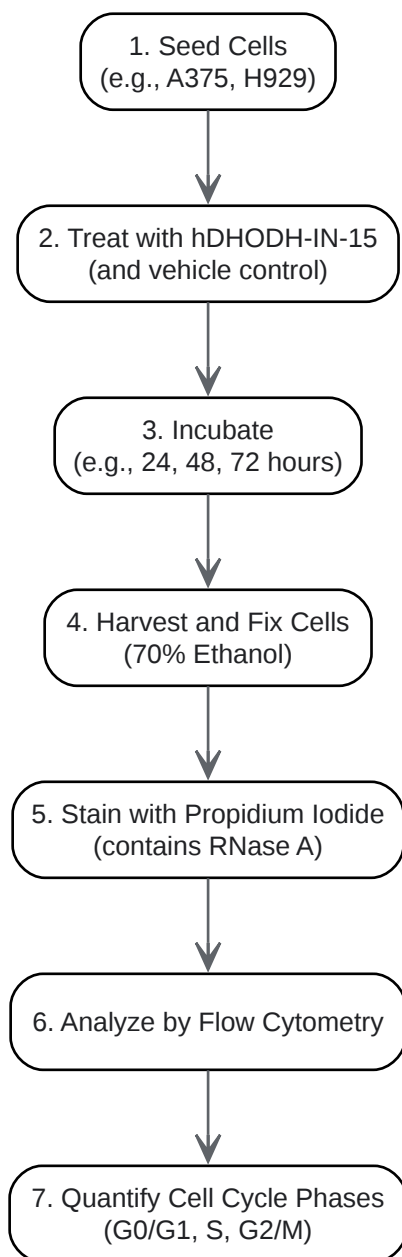 1. Seed Cells
(e.g., A375, H929)
2. Treat with hDHODH-IN-15
(and vehicle control)
3. Incubate
(e.g., 24, 48, 72 hours)
4. Harvest and Fix Cells
(70% Ethanol)
5. Stain with Propidium Iodide
(contains RNase A)
6. Analyze by Flow Cytometry
7. Quantify Cell Cycle Phases
(G0/G1, S, G2/M)